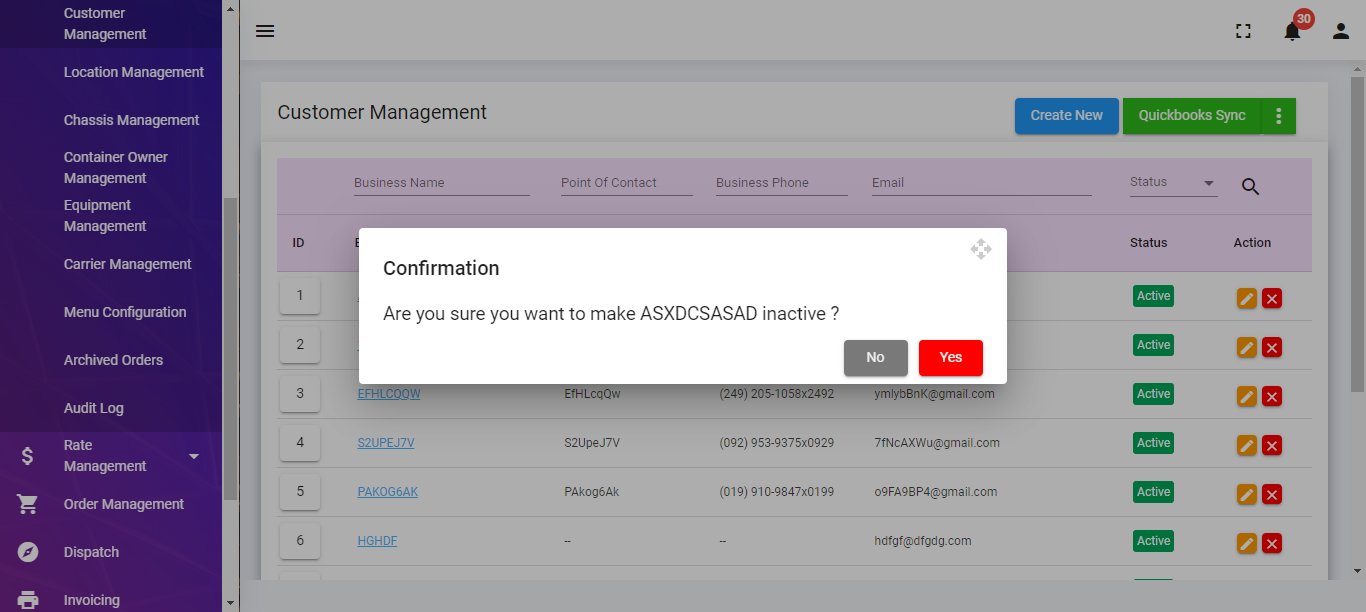 Customer
Management
Location Management
Chassis Management
Container Owner
Management
Equipment
Management
Carrier Management
Menu Configuration
Archived Orders
Audit Log
$ Rate
Management
Order Management
Dispatch
Invoicing
30
Customer Management
Create New
Quickbooks Sync
Business Name Point Of Contact Business Phone Email Status
ID Status Action
Confirmation
Are you sure you want to make ASXDCSASAD inactive ?
No Yes
1 Active
2 Active
3 EFHLCQQW EfHLcqQw (249) 205-1058x2492 ymlybBnK@gmail.com Active
4 S2UPEJ7V S2UpeJ7V (092) 953-9375x0929 7fNcAXWu@gmail.com Active
5 PAKOG6AK PAkog6Ak (019) 910-9847x0199 o9FA9BP4@gmail.com Active
6 HGHDF -- -- hdfgf@dfgdg.com Active